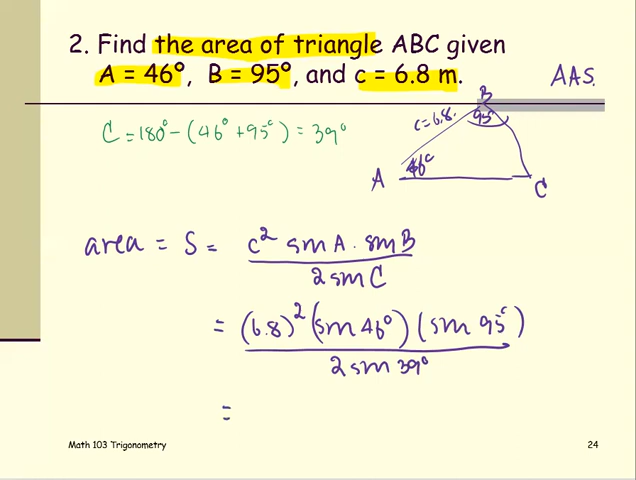 2. Find the area of triangle ABC given
A = 46°, B = 95°, and c = 6.8 m.
AAS.
B
C = 180° - (46° + 95°) = 39°
c = 6.8
95°
46°
A
C
area = S = c² sin A · sin B / 2 sin C
= (6.8)² (sin 46°) (sin 95°) / 2 sin 39°
=
Math 103 Trigonometry
24